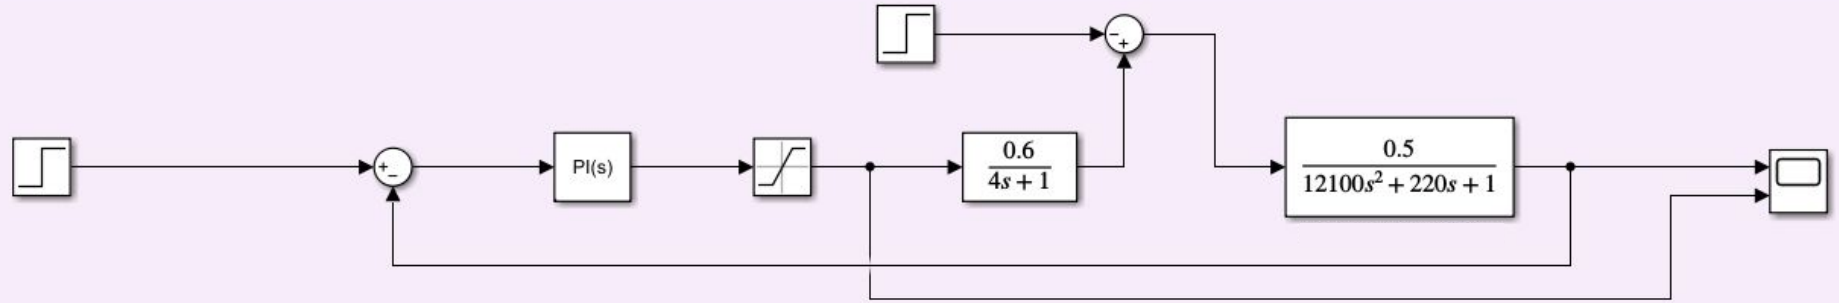 −
+
+
−
PI(s)
0.6
4s + 1
0.5
12100s² + 220s + 1